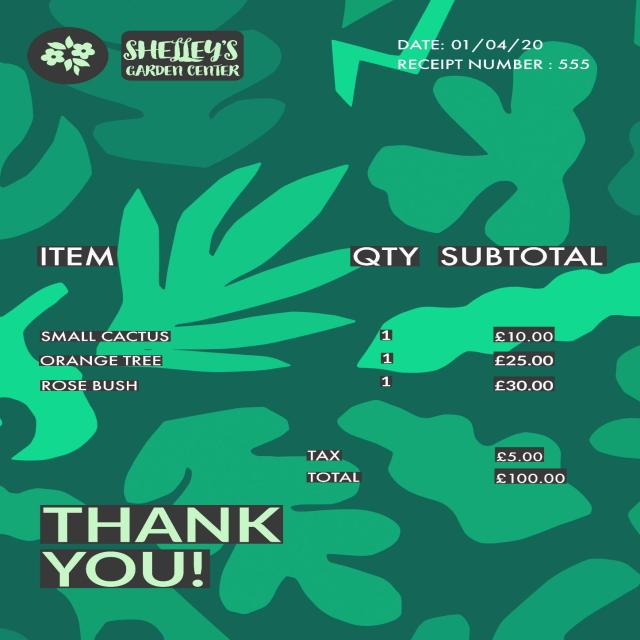 SHELLEY'S
GARDEN CENTER
DATE: 01/04/20
RECEIPT NUMBER : 555
ITEM QTY SUBTOTAL
SMALL CACTUS 1 £10.00
ORANGE TREE 1 £25.00
ROSE BUSH 1 £30.00
TAX £5.00
TOTAL £100.00
THANK
YOU!